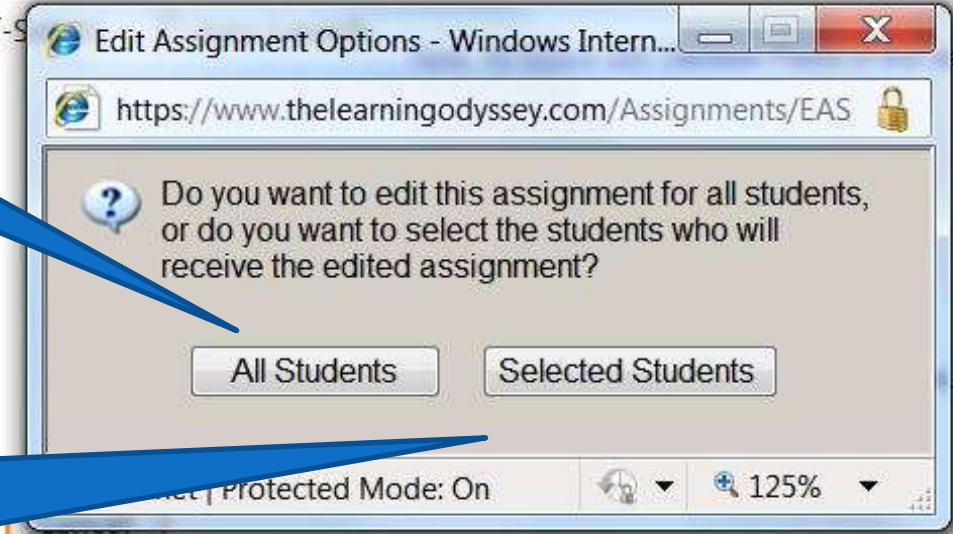 Edit Assignment Options - Windows Intern...
https://www.thelearningodyssey.com/Assignments/EAS
Do you want to edit this assignment for all students,
or do you want to select the students who will
receive the edited assignment?
All Students Selected Students
| Protected Mode: On 125%